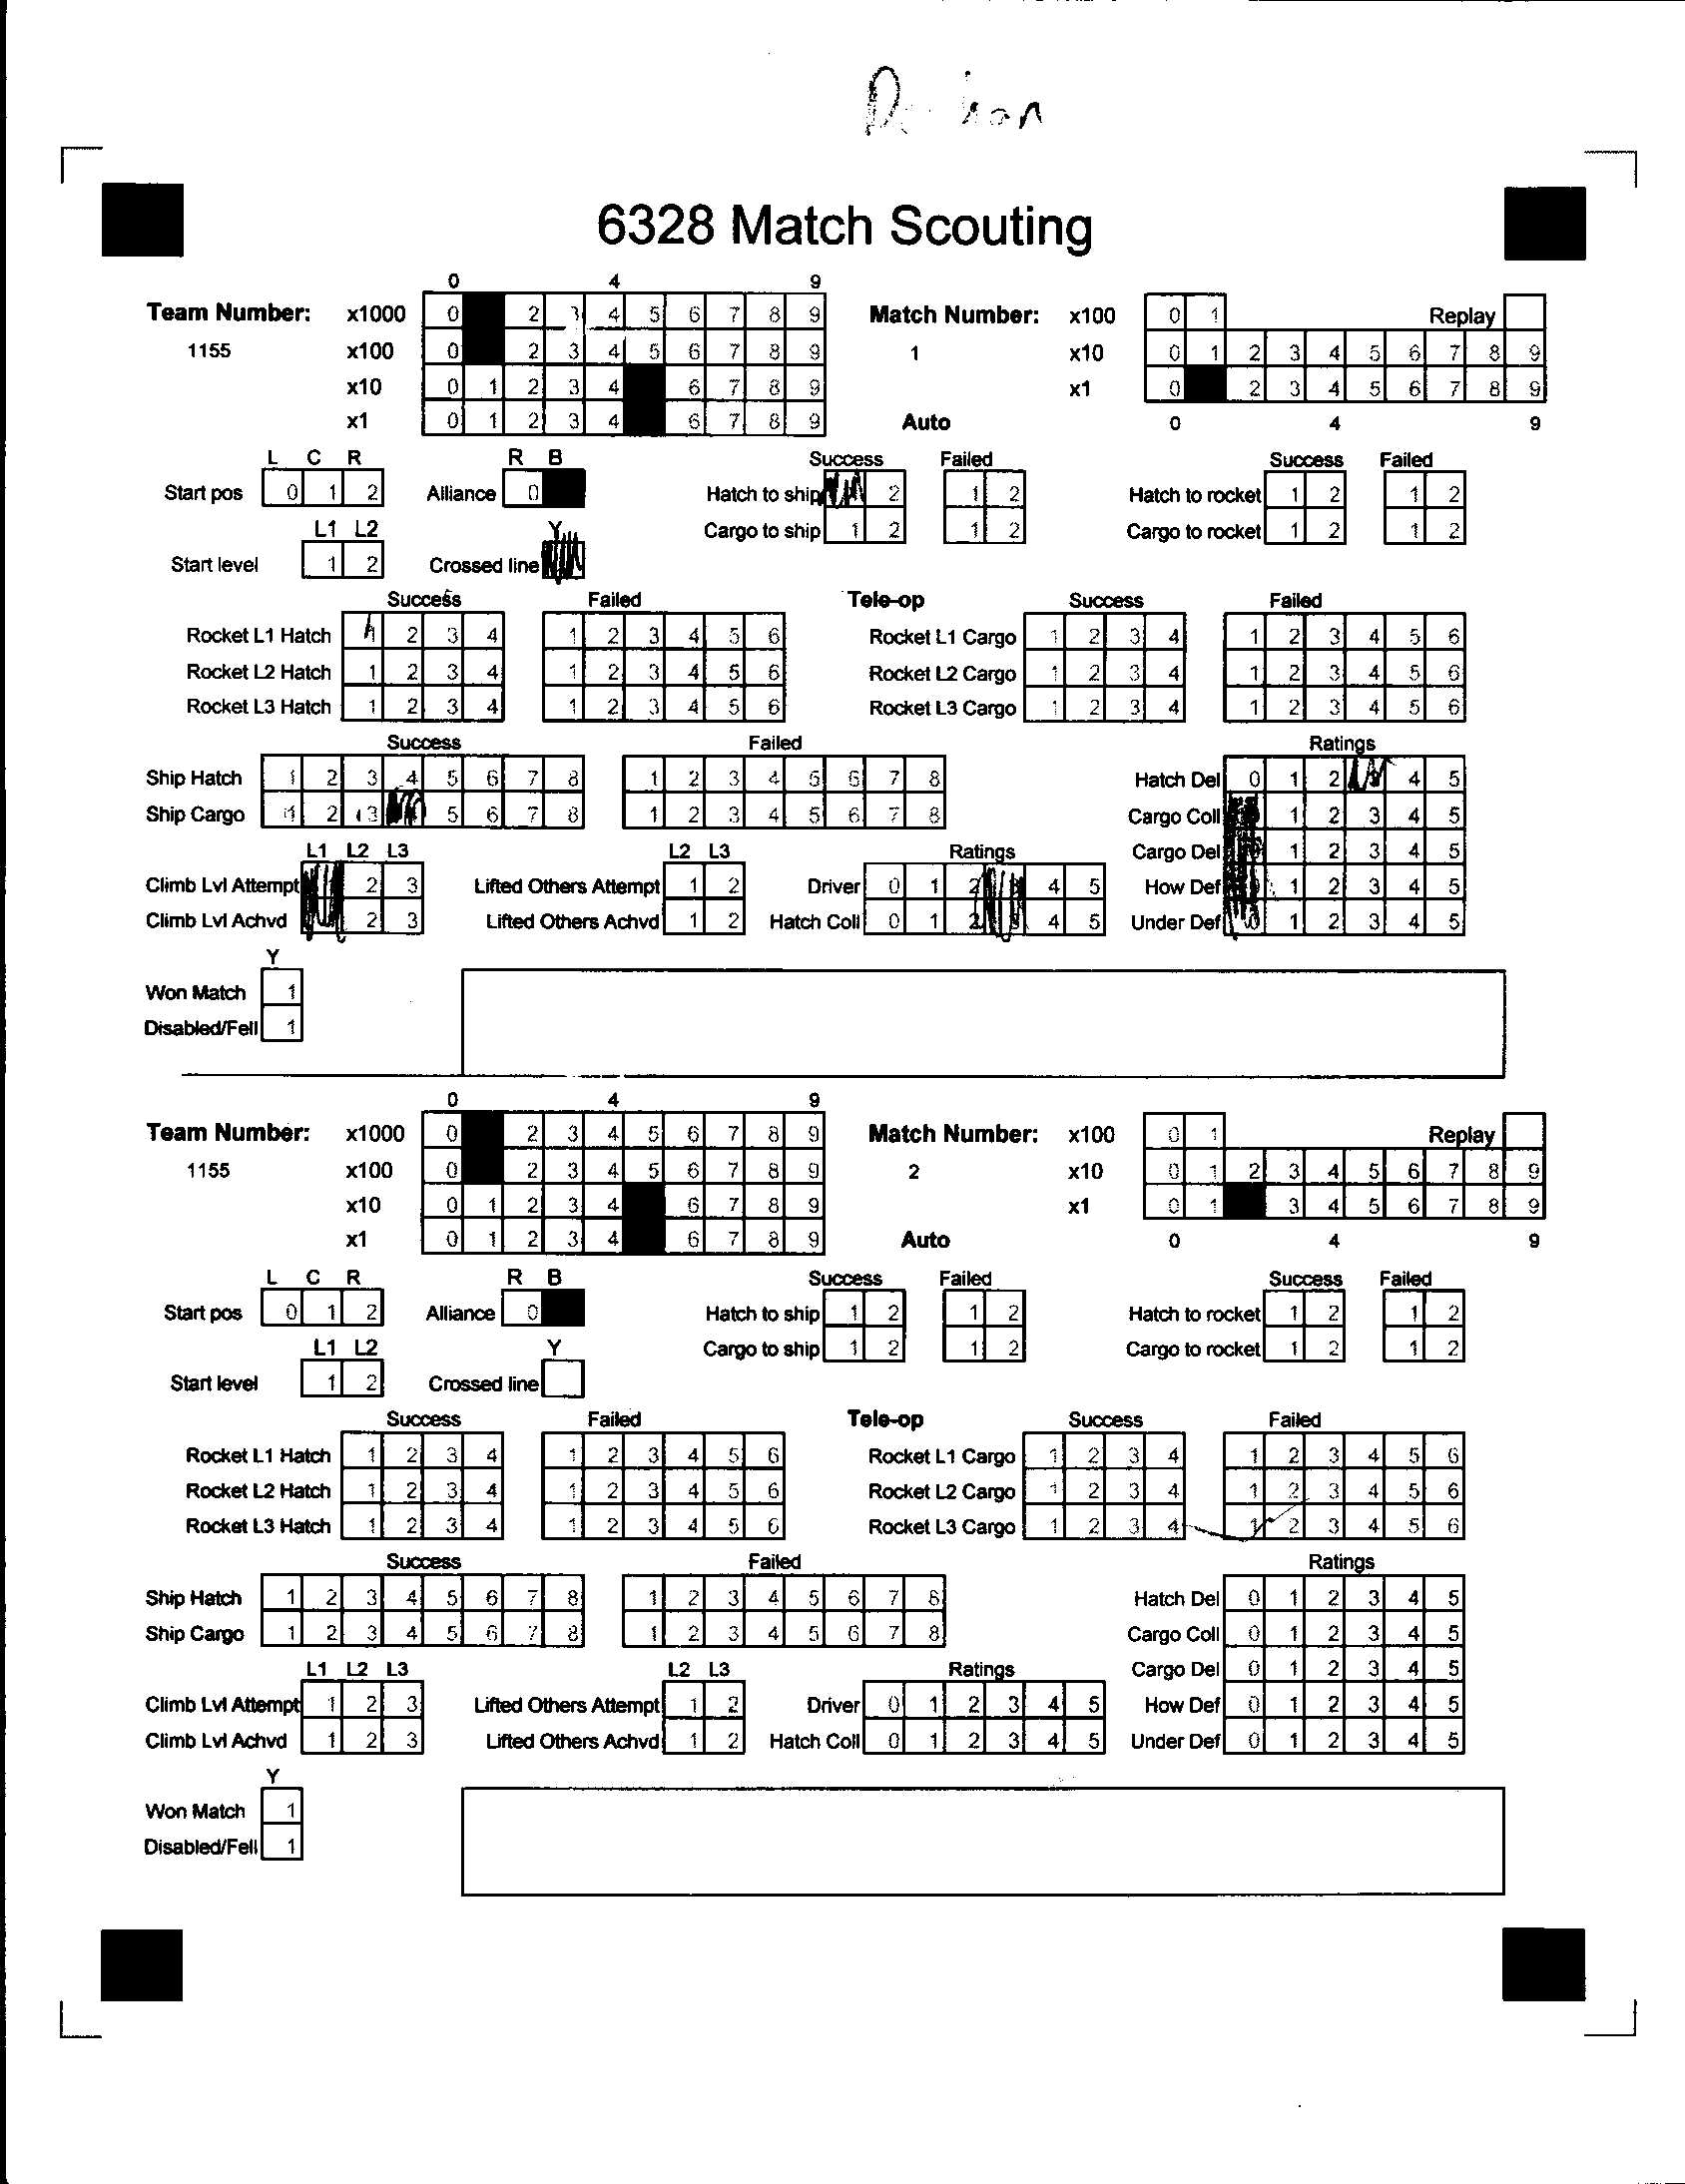 6328 Match Scouting
0 4 9
Team Number: x1000 0 2 3 4 5 6 7 8 9 Match Number: x100 0 1 Replay
1155 x100 0 2 3 4 5 6 7 8 9 1 x10 0 1 2 3 4 5 6 7 8 9
x10 0 1 2 3 4 6 7 8 9 x1 0 2 3 4 5 6 7 8 9
x1 0 1 2 3 4 6 7 8 9 Auto 0 4 9
L C R R B Success Failed Success Failed
Start pos 0 1 2 Alliance 0 Hatch to ship 2 1 2 Hatch to rocket 1 2 1 2
L1 L2 Y Cargo to ship 1 2 1 2 Cargo to rocket 1 2 1 2
Start level 1 2 Crossed line
Success Failed Tele-op Success Failed
Rocket L1 Hatch 1 2 3 4 1 2 3 4 5 6 Rocket L1 Cargo 1 2 3 4 1 2 3 4 5 6
Rocket L2 Hatch 1 2 3 4 1 2 3 4 5 6 Rocket L2 Cargo 1 2 3 4 1 2 3 4 5 6
Rocket L3 Hatch 1 2 3 4 1 2 3 4 5 6 Rocket L3 Cargo 1 2 3 4 1 2 3 4 5 6
Success Failed Ratings
Ship Hatch 1 2 3 4 5 6 7 8 1 2 3 4 5 6 7 8 Hatch Del 0 1 2 4 5
Ship Cargo 1 2 3 5 6 7 8 1 2 3 4 5 6 7 8 Cargo Coll 1 2 3 4 5
L1 L2 L3 L2 L3 Ratings Cargo Del 1 2 3 4 5
Climb Lvl Attempt 2 3 Lifted Others Attempt 1 2 Driver 0 1 2 4 5 How Def 1 2 3 4 5
Climb Lvl Achvd 2 3 Lifted Others Achvd 1 2 Hatch Coll 0 1 2 3 4 5 Under Def 0 1 2 3 4 5
Y
Won Match 1
Disabled/Fell 1
0 4 9
Team Number: x1000 0 2 3 4 5 6 7 8 9 Match Number: x100 0 1 Replay
1155 x100 0 2 3 4 5 6 7 8 9 2 x10 0 1 2 3 4 5 6 7 8 9
x10 0 1 2 3 4 6 7 8 9 x1 0 1 3 4 5 6 7 8 9
x1 0 1 2 3 4 6 7 8 9 Auto 0 4 9
L C R R B Success Failed Success Failed
Start pos 0 1 2 Alliance 0 Hatch to ship 1 2 1 2 Hatch to rocket 1 2 1 2
L1 L2 Y Cargo to ship 1 2 1 2 Cargo to rocket 1 2 1 2
Start level 1 2 Crossed line
Success Failed Tele-op Success Failed
Rocket L1 Hatch 1 2 3 4 1 2 3 4 5 6 Rocket L1 Cargo 1 2 3 4 1 2 3 4 5 6
Rocket L2 Hatch 1 2 3 4 1 2 3 4 5 6 Rocket L2 Cargo 1 2 3 4 1 2 3 4 5 6
Rocket L3 Hatch 1 2 3 4 1 2 3 4 5 6 Rocket L3 Cargo 1 2 3 4 1 2 3 4 5 6
Success Failed Ratings
Ship Hatch 1 2 3 4 5 6 7 8 1 2 3 4 5 6 7 8 Hatch Del 0 1 2 3 4 5
Ship Cargo 1 2 3 4 5 6 7 8 1 2 3 4 5 6 7 8 Cargo Coll 0 1 2 3 4 5
L1 L2 L3 L2 L3 Ratings Cargo Del 0 1 2 3 4 5
Climb Lvl Attempt 1 2 3 Lifted Others Attempt 1 2 Driver 0 1 2 3 4 5 How Def 0 1 2 3 4 5
Climb Lvl Achvd 1 2 3 Lifted Others Achvd 1 2 Hatch Coll 0 1 2 3 4 5 Under Def 0 1 2 3 4 5
Y
Won Match 1
Disabled/Fell 1